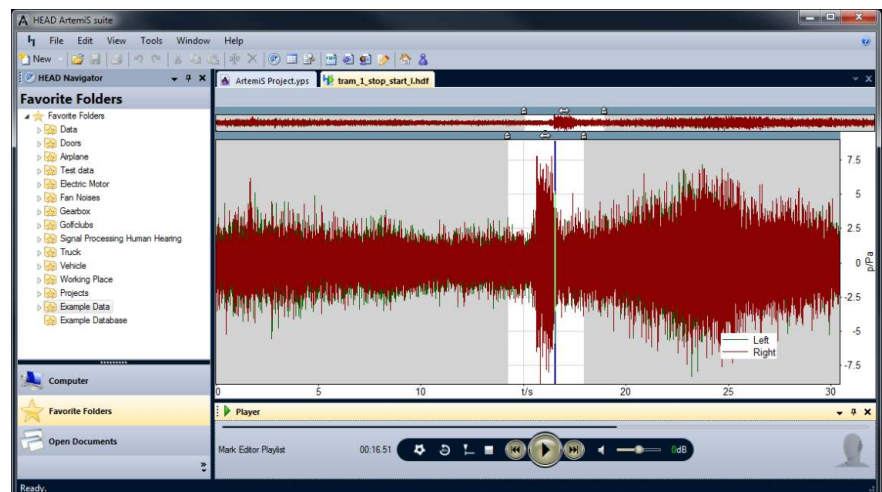 HEAD ArtemiS suite
File Edit View Tools Window Help
New
HEAD Navigator
ArtemiS Project.yps
tram_1_stop_start_l.hdf
Favorite Folders
Favorite Folders
Data
Doors
Airplane
Test data
Electric Motor
Fan Noises
Gearbox
Golfclubs
Signal Processing Human Hearing
Truck
Vehicle
Working Place
Projects
Example Data
Example Database
7.5
5
2.5
0
p/Pa
-2.5
-5
-7.5
Left
Right
0 5 10 t/s 20 25 30
Computer
Favorite Folders
Open Documents
Player
Mark Editor Playlist 00:16.51 0dB
Ready.